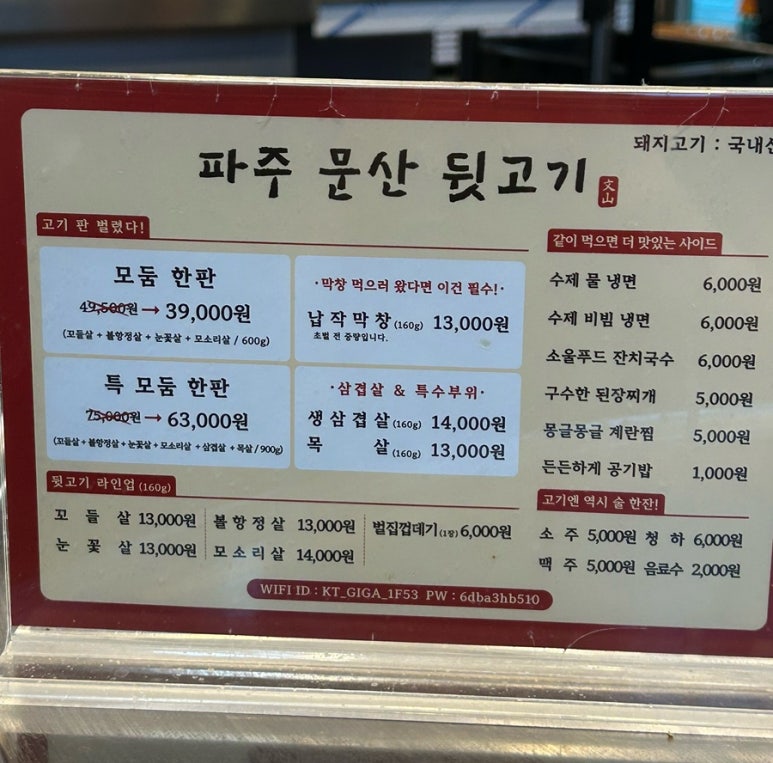 돼지고기 : 국내산
파주 문산 뒷고기
文山
고기 판 벌렸다!
모둠 한판
49,500원 → 39,000원
(꼬들살 + 볼항정살 + 눈꽃살 + 모소리살 / 600g)
·막창 먹으러 왔다면 이건 필수!·
납작막창 (160g) 13,000원
초벌 전 중량입니다.
특 모둠 한판
75,000원 → 63,000원
(꼬들살 + 볼항정살 + 눈꽃살 + 모소리살 + 삼겹살 + 목살 / 900g)
·삼겹살 & 특수부위·
생삼겹살 (160g) 14,000원
목 살 (160g) 13,000원
뒷고기 라인업 (160g)
꼬들살 13,000원
눈꽃살 13,000원
볼항정살 13,000원
모소리살 14,000원
벌집껍데기 (1장) 6,000원
같이 먹으면 더 맛있는 사이드
수제 물 냉면 6,000원
수제 비빔 냉면 6,000원
소울푸드 잔치국수 6,000원
구수한 된장찌개 5,000원
몽글몽글 계란찜 5,000원
든든하게 공기밥 1,000원
고기엔 역시 술 한잔!
소주 5,000원 청하 6,000원
맥주 5,000원 음료수 2,000원
WIFI ID : KT_GIGA_1F53 PW : 6dba3hb510